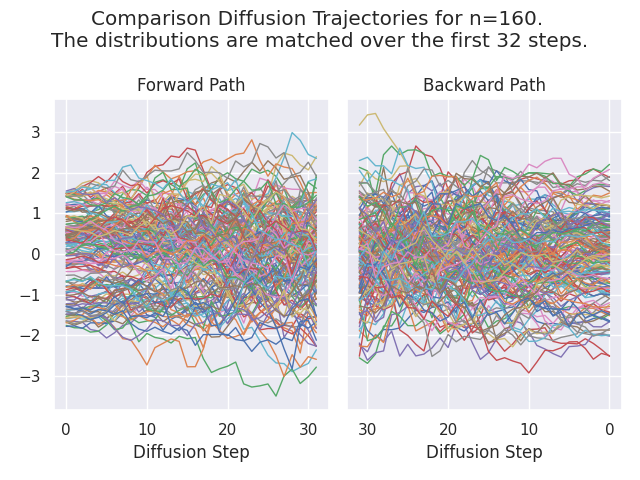 Comparison Diffusion Trajectories for n=160.
The distributions are matched over the first 32 steps.
Forward Path
Backward Path
3
2
1
0
−1
−2
−3
0
10
20
30
30
20
10
0
Diffusion Step
Diffusion Step